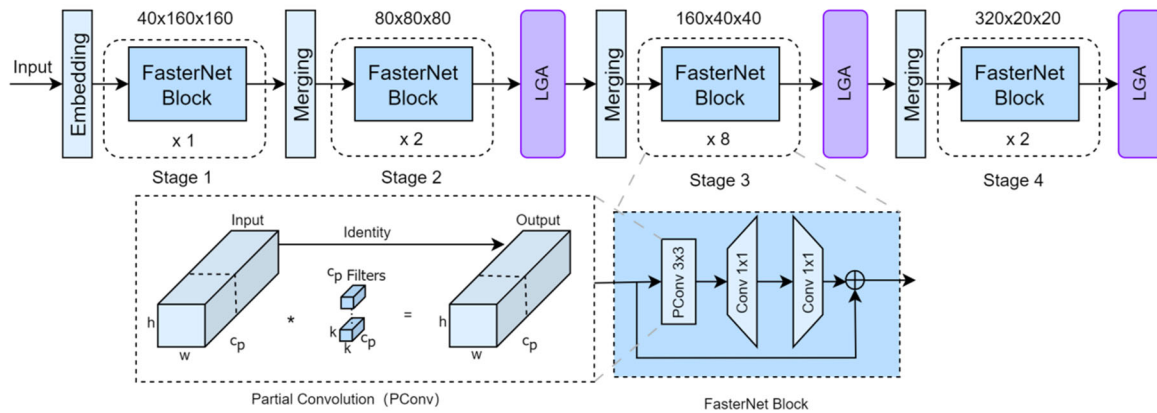 40x160x160
80x80x80
160x40x40
320x20x20
Input
Embedding
FasterNet
Block
x 1
Merging
FasterNet
Block
x 2
LGA
Merging
FasterNet
Block
x 8
LGA
Merging
FasterNet
Block
x 2
LGA
Stage 1
Stage 2
Stage 3
Stage 4
Input
Identity
Output
h
w
cp
*
cp Filters
k
k
cp
=
h
w
cp
PConv 3x3
Conv 1x1
Conv 1x1
Partial Convolution (PConv)
FasterNet Block